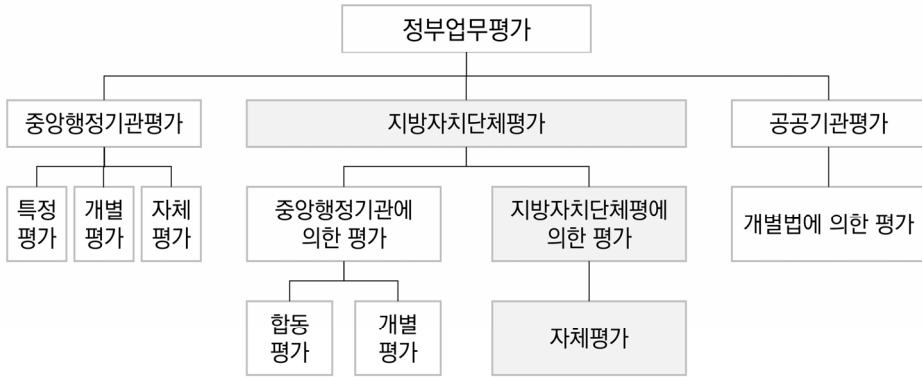 정부업무평가
중앙행정기관평가
지방자치단체평가
공공기관평가
특정
평가
개별
평가
자체
평가
중앙행정기관에
의한 평가
지방자치단체평에
의한 평가
개별법에 의한 평가
합동
평가
개별
평가
자체평가